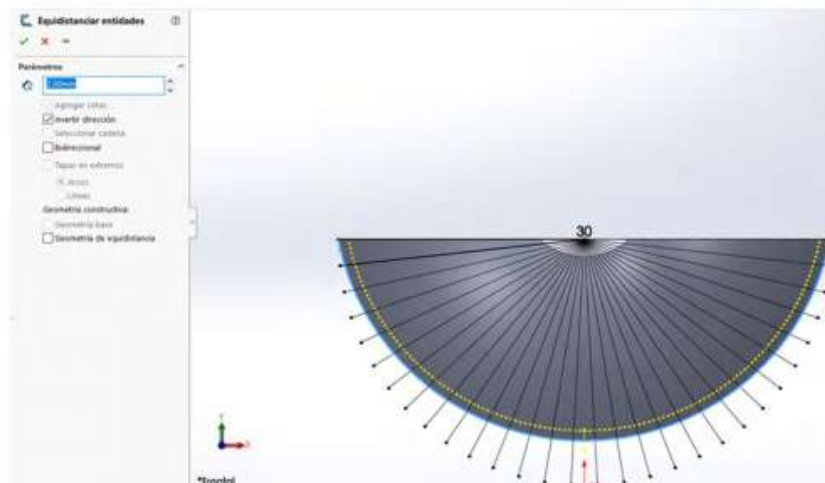 Equidistanciar entidades
Parámetros
Agregar cotas
Invertir dirección
Seleccionar cadena
Bidireccional
Tapas en extremos
Arcos
Líneas
Geometría constructiva:
Geometría base
Geometría de equidistancia
30
Y
X
*Frontal